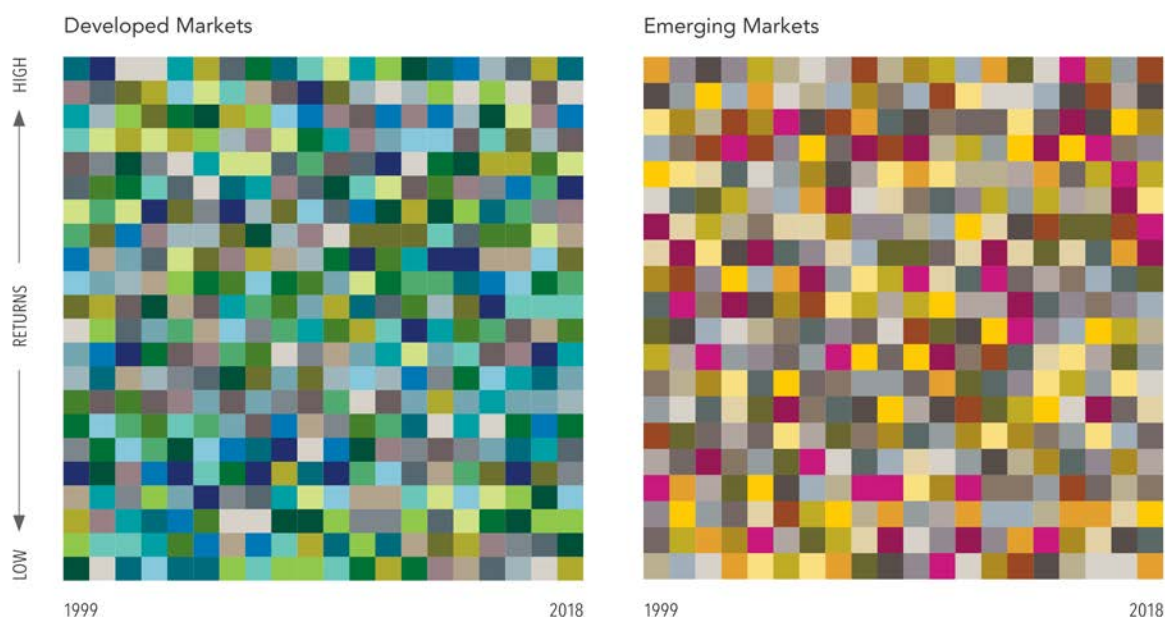 Developed Markets
Emerging Markets
HIGH
RETURNS
LOW
1999
2018
1999
2018